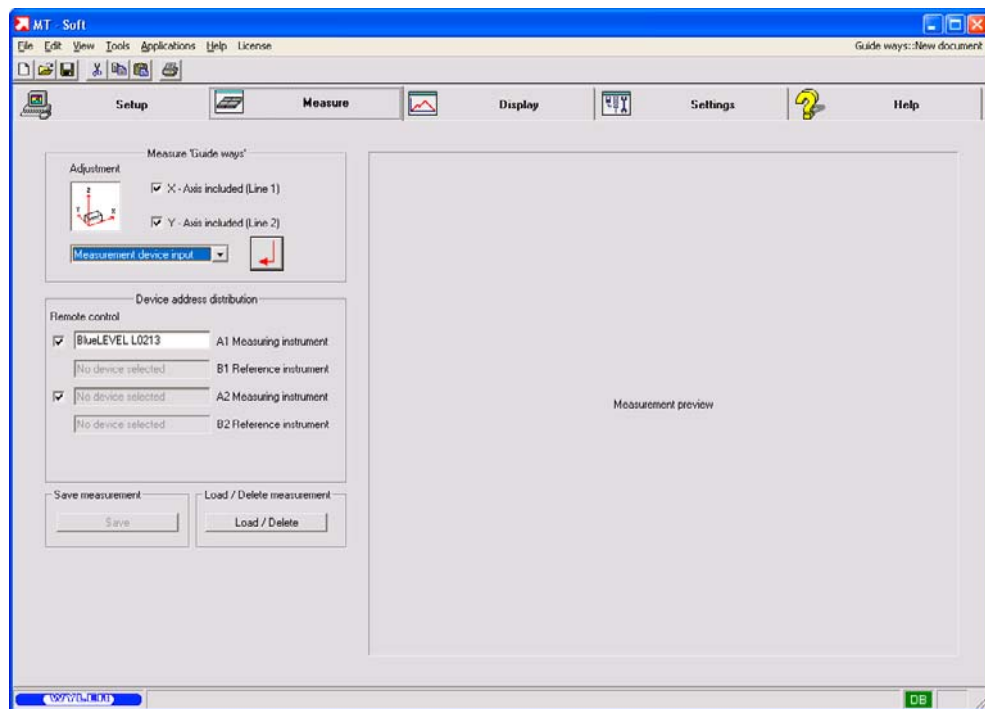 MT - Soft
File Edit View Tools Applications Help License
Guide ways::New document
Setup Measure Display Settings Help
Measure 'Guide ways'
Adjustment
Z
Y X
X - Axis included (Line 1)
Y - Axis included (Line 2)
Measurement device input
Device address distribution
Remote control
BlueLEVEL L0213 A1 Measuring instrument
No device selected B1 Reference instrument
No device selected A2 Measuring instrument
No device selected B2 Reference instrument
Save measurement
Save
Load / Delete measurement
Load / Delete
Measurement preview
WYLER
DB